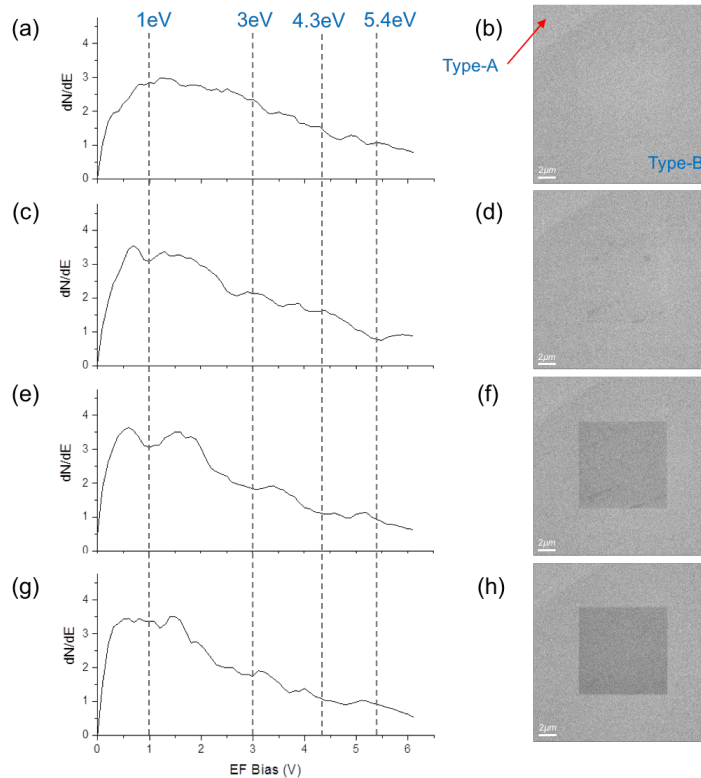 (a)
1eV
3eV
4.3eV
5.4eV
(b)
Type-A
Type-B
2μm
dN/dE
4
3
2
1
0
(c)
(d)
2μm
dN/dE
4
3
2
1
0
(e)
(f)
2μm
dN/dE
4
3
2
1
0
(g)
(h)
2μm
dN/dE
4
3
2
1
0
0 1 2 3 4 5 6
EF Bias (V)